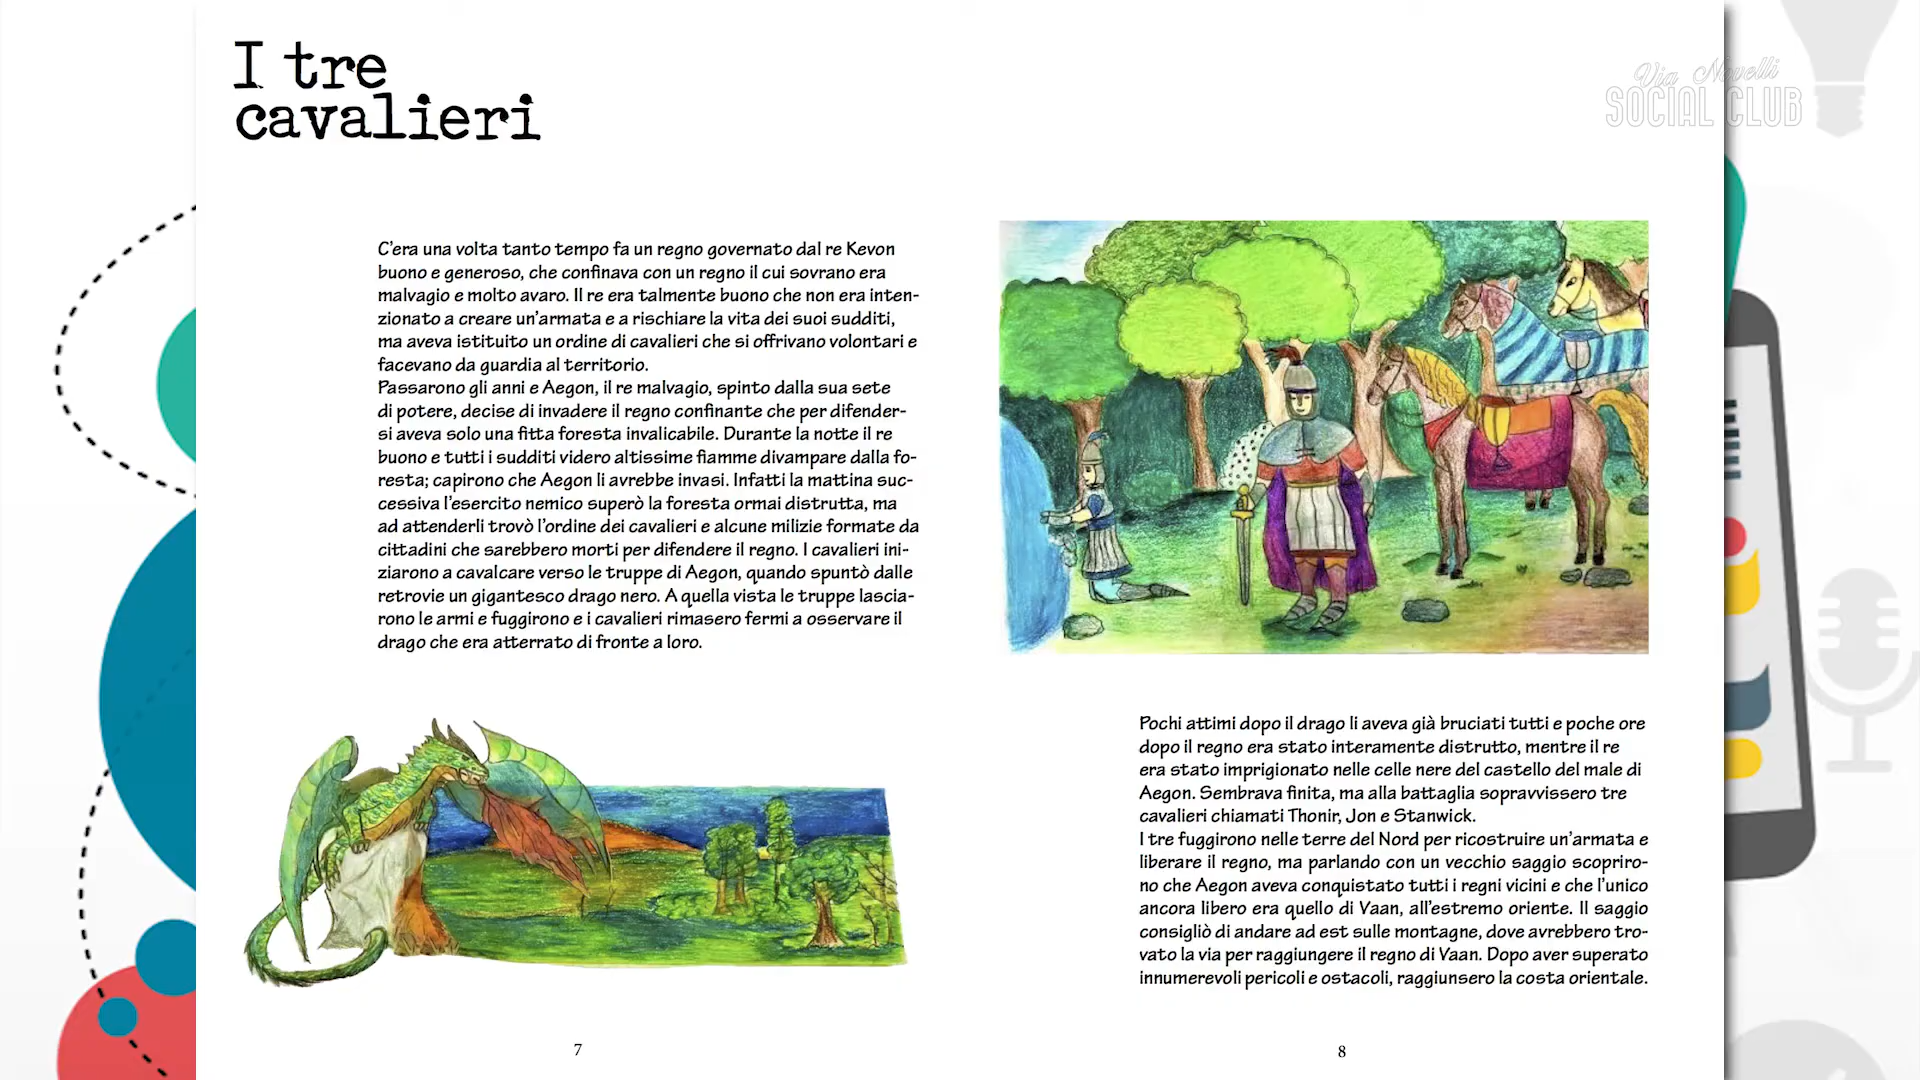 I tre
cavalieri
Via Novelli
SOCIAL CLUB
C'era una volta tanto tempo fa un regno governato dal re Kevon
buono e generoso, che confinava con un regno il cui sovrano era
malvagio e molto avaro. Il re era talmente buono che non era inten-
zionato a creare un'armata e a rischiare la vita dei suoi sudditi,
ma aveva istituito un ordine di cavalieri che si offrivano volontari e
facevano da guardia al territorio.
Passarono gli anni e Aegon, il re malvagio, spinto dalla sua sete
di potere, decise di invadere il regno confinante che per difender-
si aveva solo una fitta foresta invalicabile. Durante la notte il re
buono e tutti i sudditi videro altissime fiamme divampare dalla fo-
resta; capirono che Aegon li avrebbe invasi. Infatti la mattina suc-
cessiva l'esercito nemico superò la foresta ormai distrutta, ma
ad attenderli trovò l'ordine dei cavalieri e alcune milizie formate da
cittadini che sarebbero morti per difendere il regno. I cavalieri ini-
ziarono a cavalcare verso le truppe di Aegon, quando spuntò dalle
retrovie un gigantesco drago nero. A quella vista le truppe lascia-
rono le armi e fuggirono e i cavalieri rimasero fermi a osservare il
drago che era atterrato di fronte a loro.
7
Pochi attimi dopo il drago li aveva già bruciati tutti e poche ore
dopo il regno era stato interamente distrutto, mentre il re
era stato imprigionato nelle celle nere del castello del male di
Aegon. Sembrava finita, ma alla battaglia sopravvissero tre
cavalieri chiamati Thonir, Jon e Stanwick.
I tre fuggirono nelle terre del Nord per ricostruire un'armata e
liberare il regno, ma parlando con un vecchio saggio scopriro-
no che Aegon aveva conquistato tutti i regni vicini e che l'unico
ancora libero era quello di Vaan, all'estremo oriente. Il saggio
consigliò di andare ad est sulle montagne, dove avrebbero tro-
vato la via per raggiungere il regno di Vaan. Dopo aver superato
innumerevoli pericoli e ostacoli, raggiunsero la costa orientale.
8